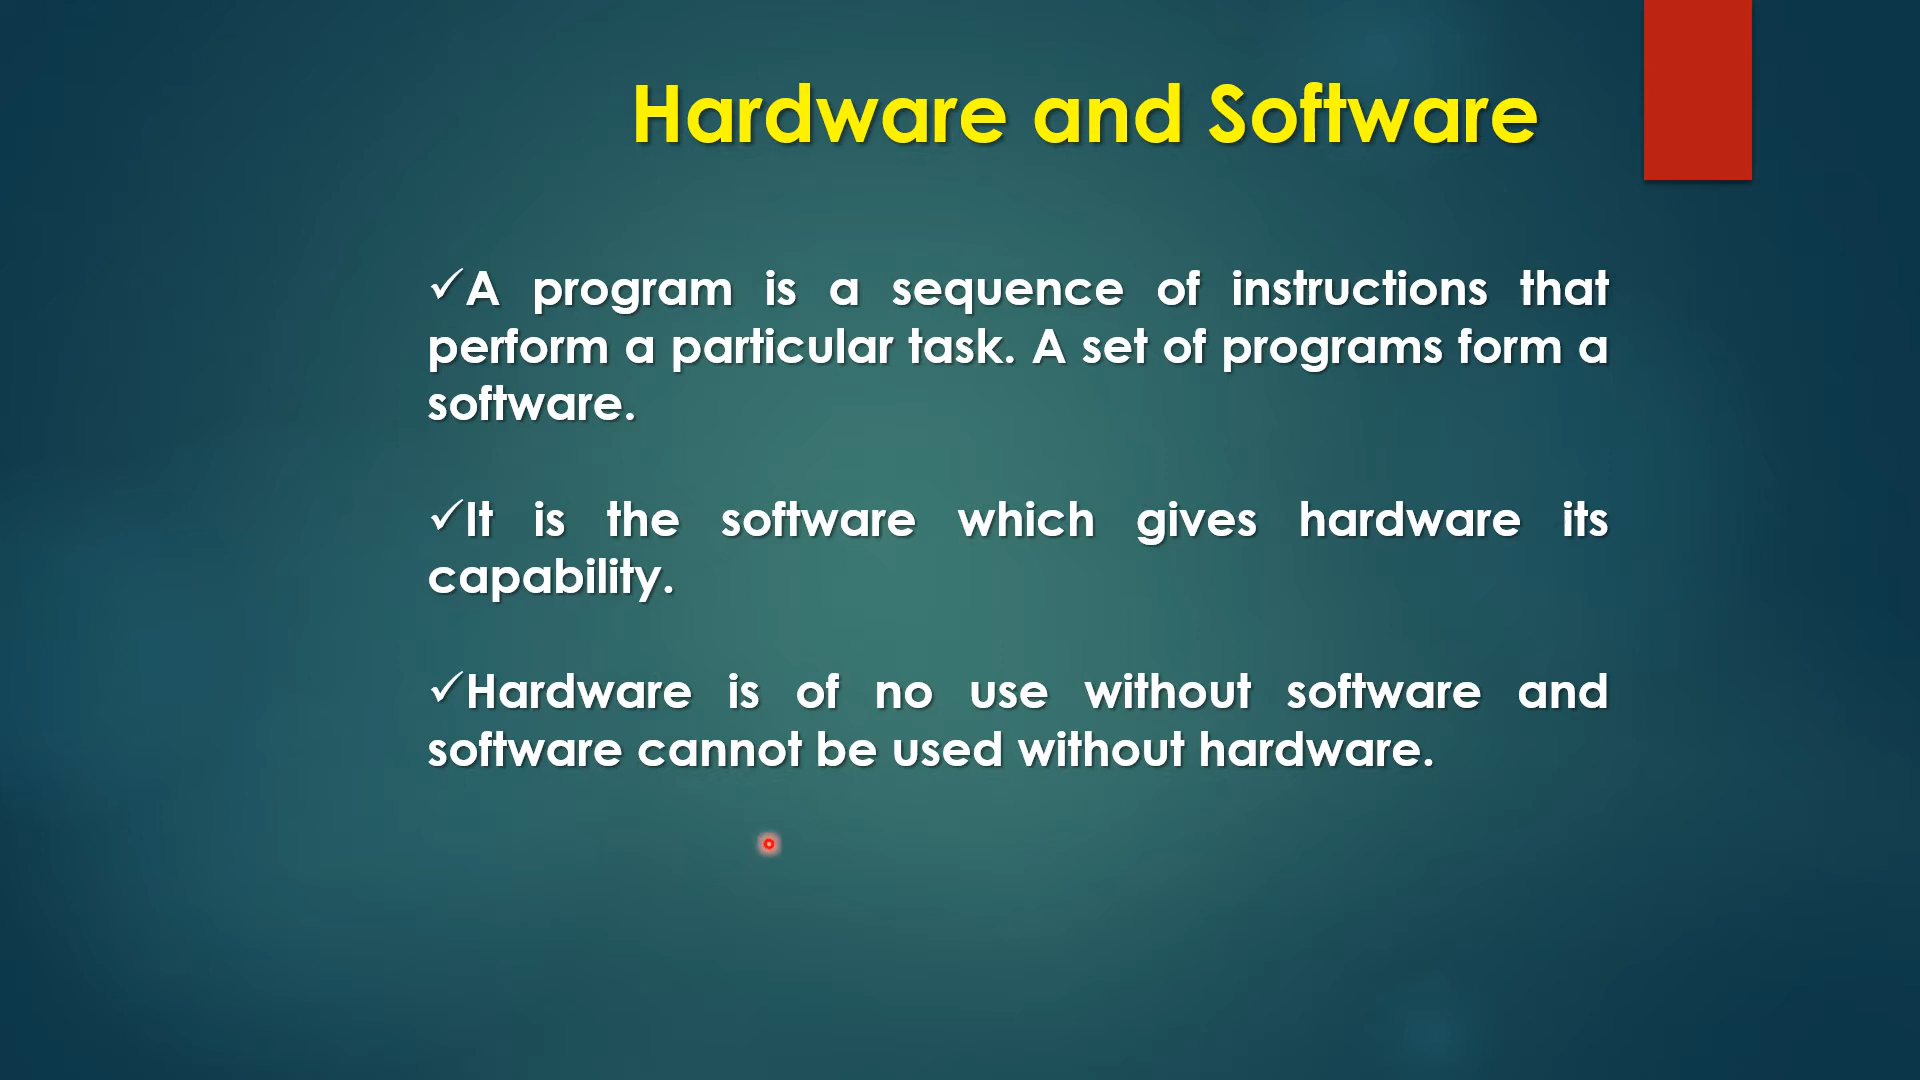 Hardware and Software
✓A program is a sequence of instructions that
perform a particular task. A set of programs form a
software.
✓It is the software which gives hardware its
capability.
✓Hardware is of no use without software and
software cannot be used without hardware.